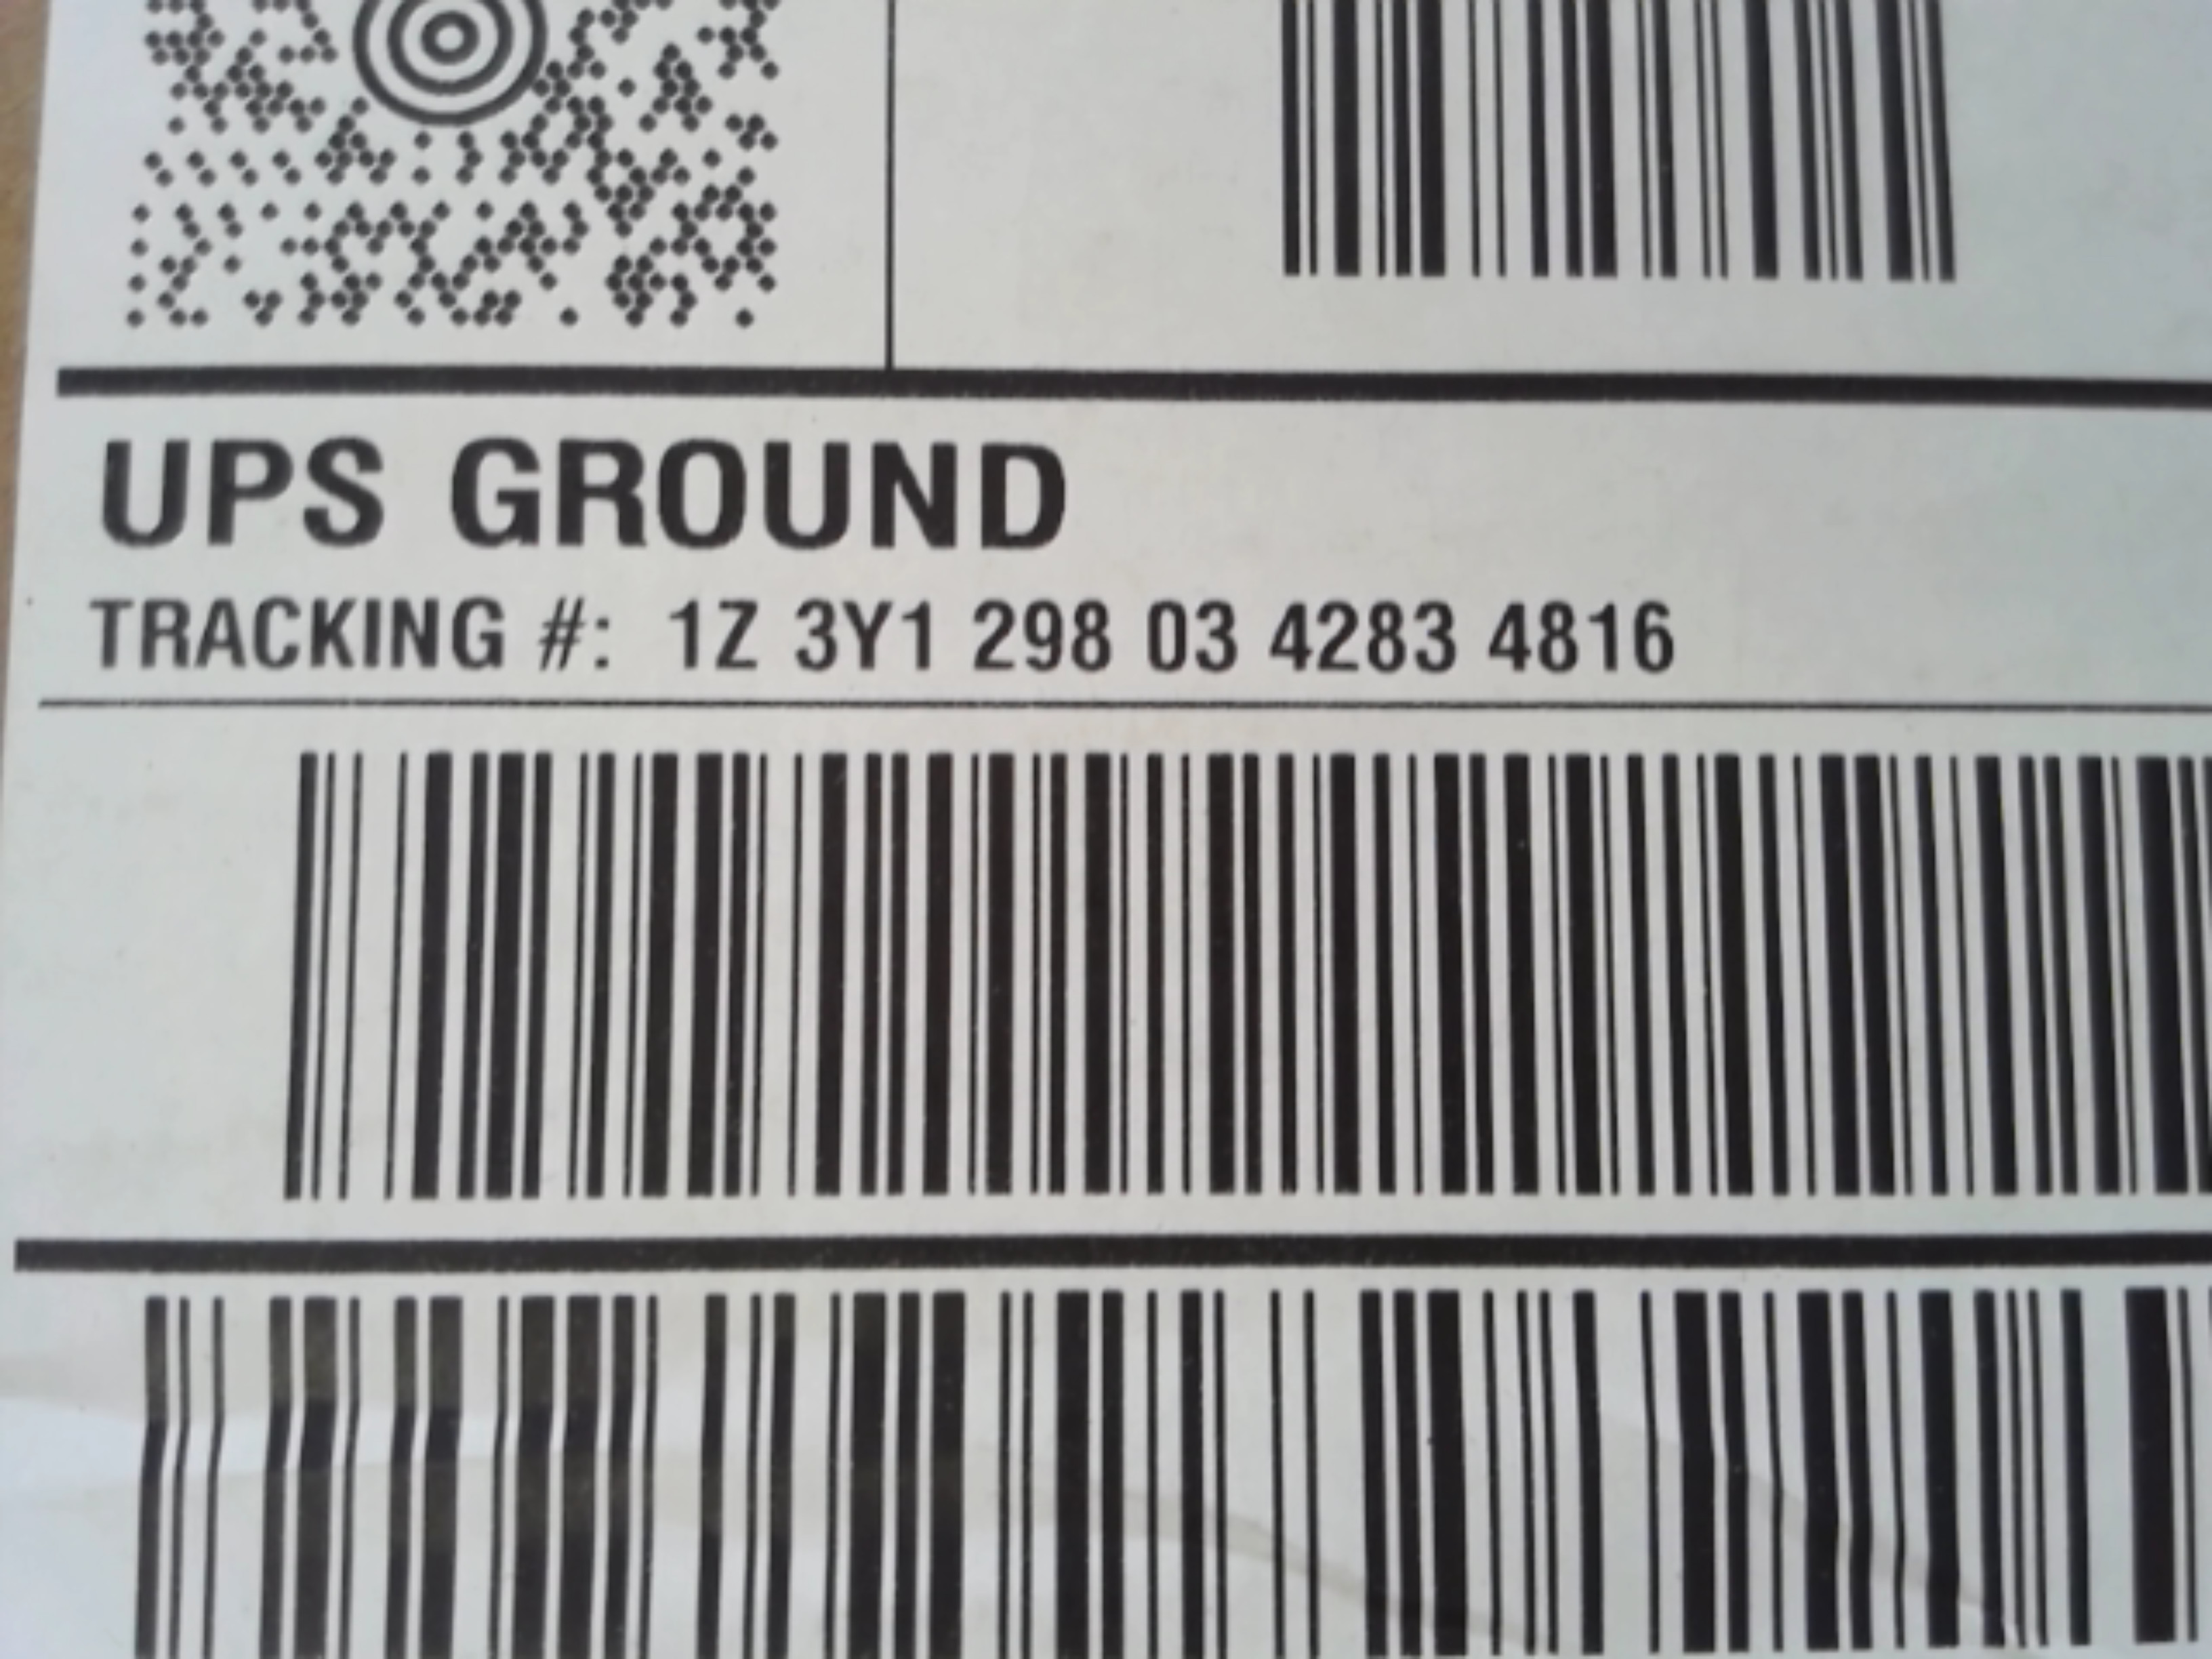 UPS GROUND
TRACKING #: 1Z 3Y1 298 03 4283 4816